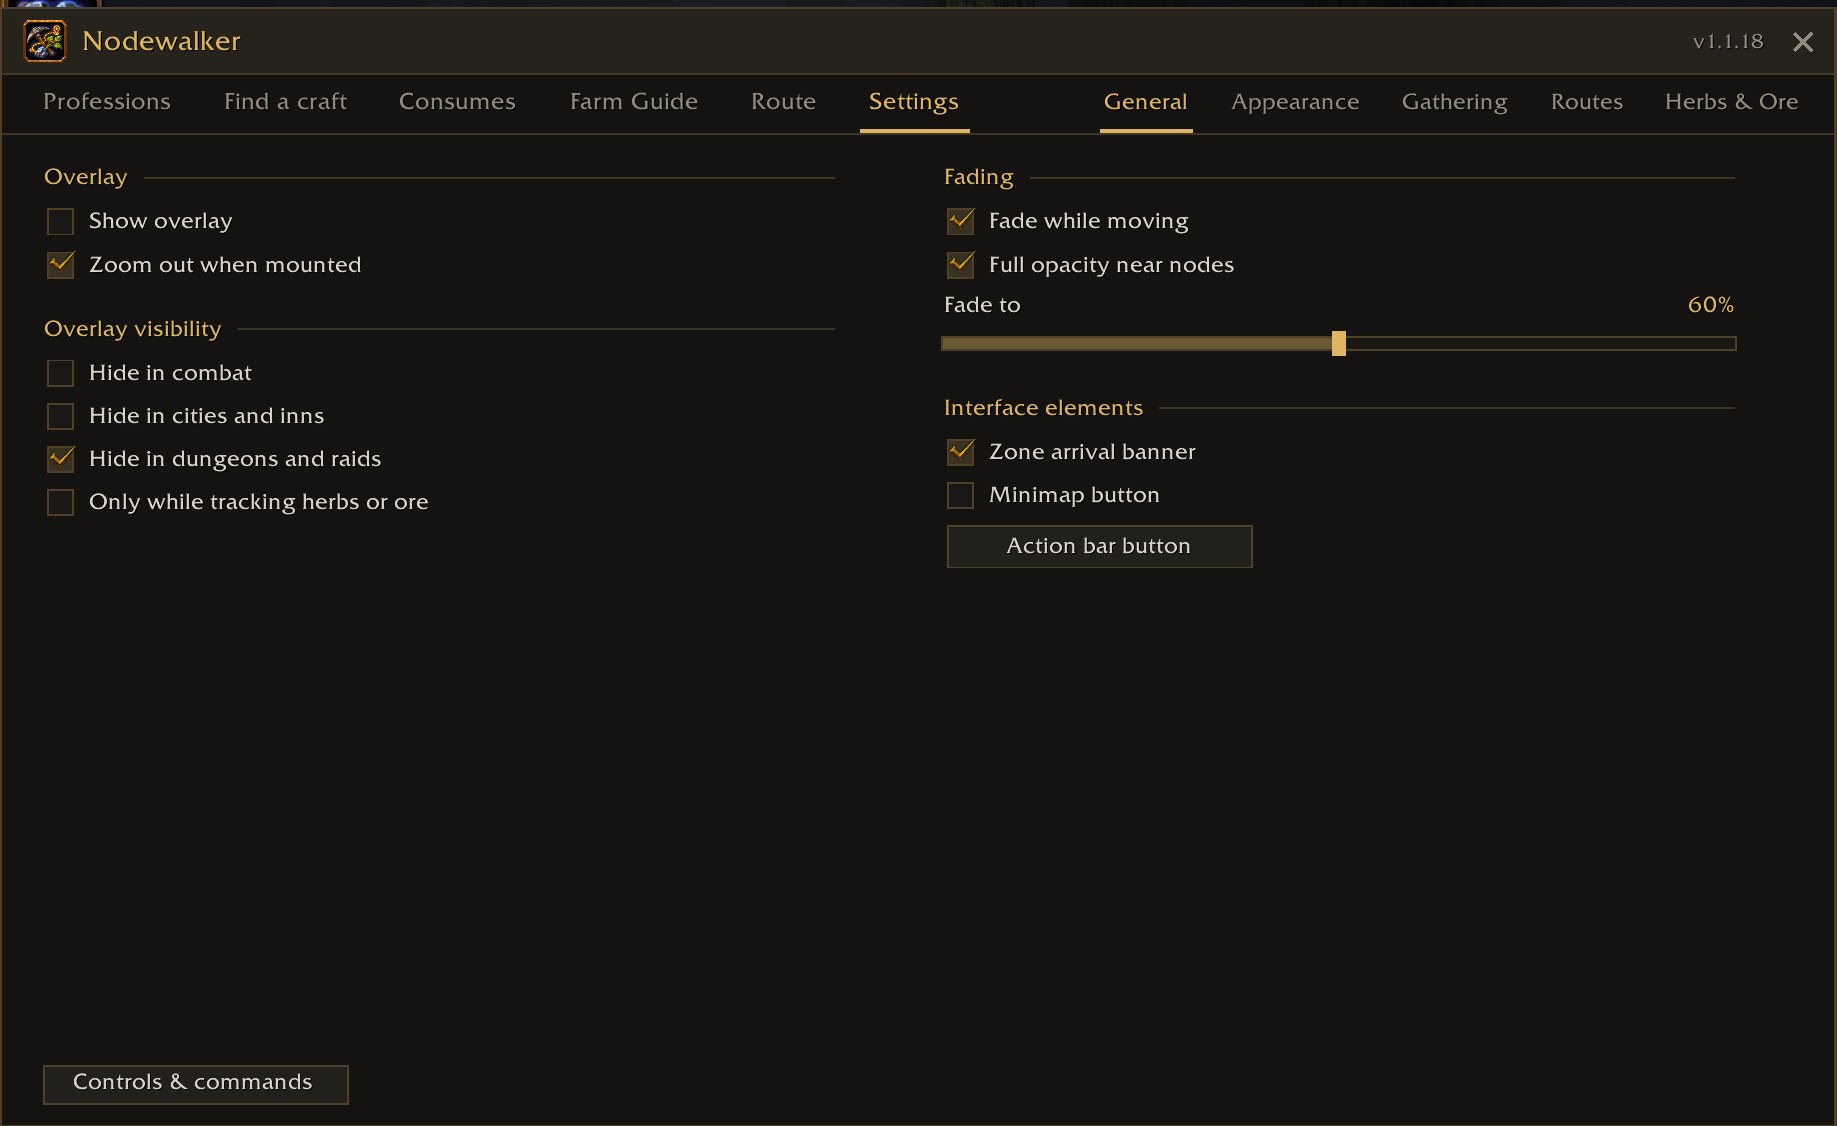 Nodewalker
v1.1.18
Professions Find a craft Consumes Farm Guide Route Settings General Appearance Gathering Routes Herbs & Ore
Overlay
Show overlay
Zoom out when mounted
Overlay visibility
Hide in combat
Hide in cities and inns
Hide in dungeons and raids
Only while tracking herbs or ore
Fading
Fade while moving
Full opacity near nodes
Fade to 60%
Interface elements
Zone arrival banner
Minimap button
Action bar button
Controls & commands